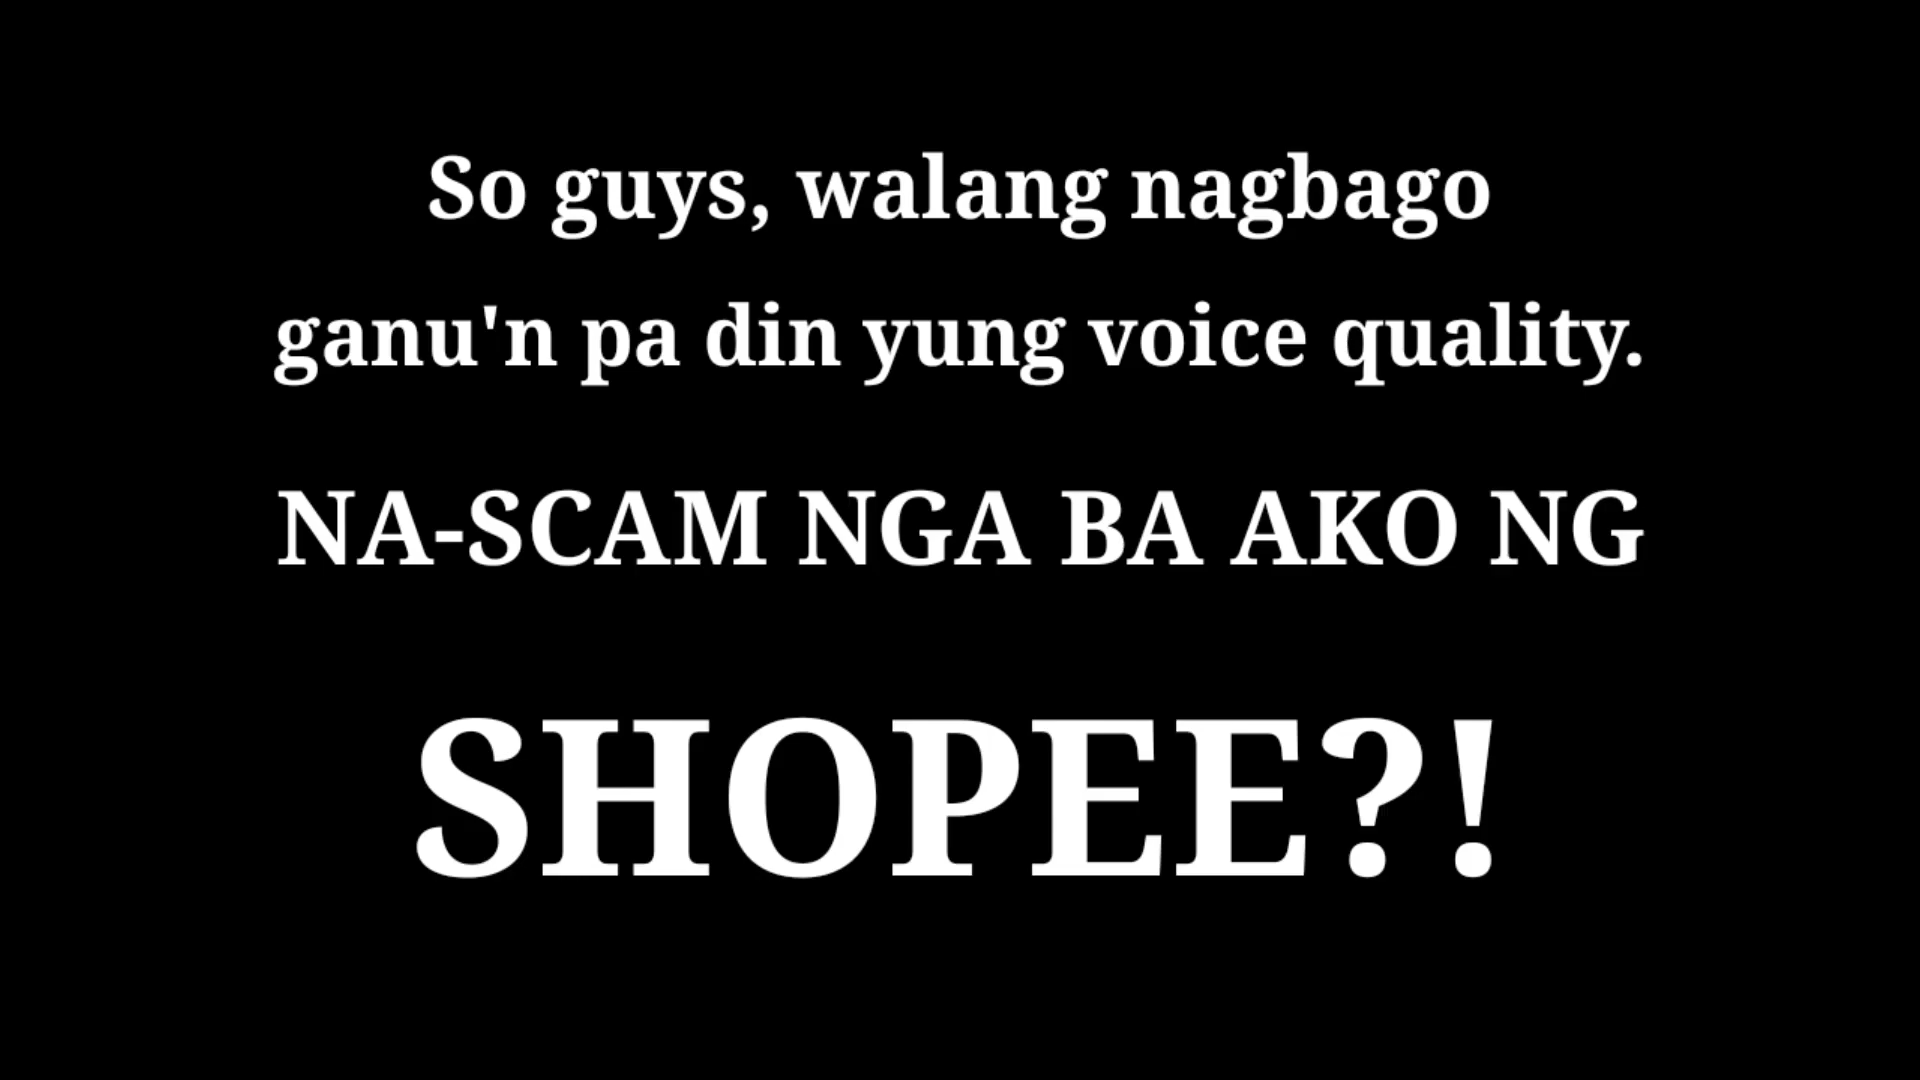 So guys, walang nagbago
ganu'n pa din yung voice quality.
NA-SCAM NGA BA AKO NG
SHOPEE?!